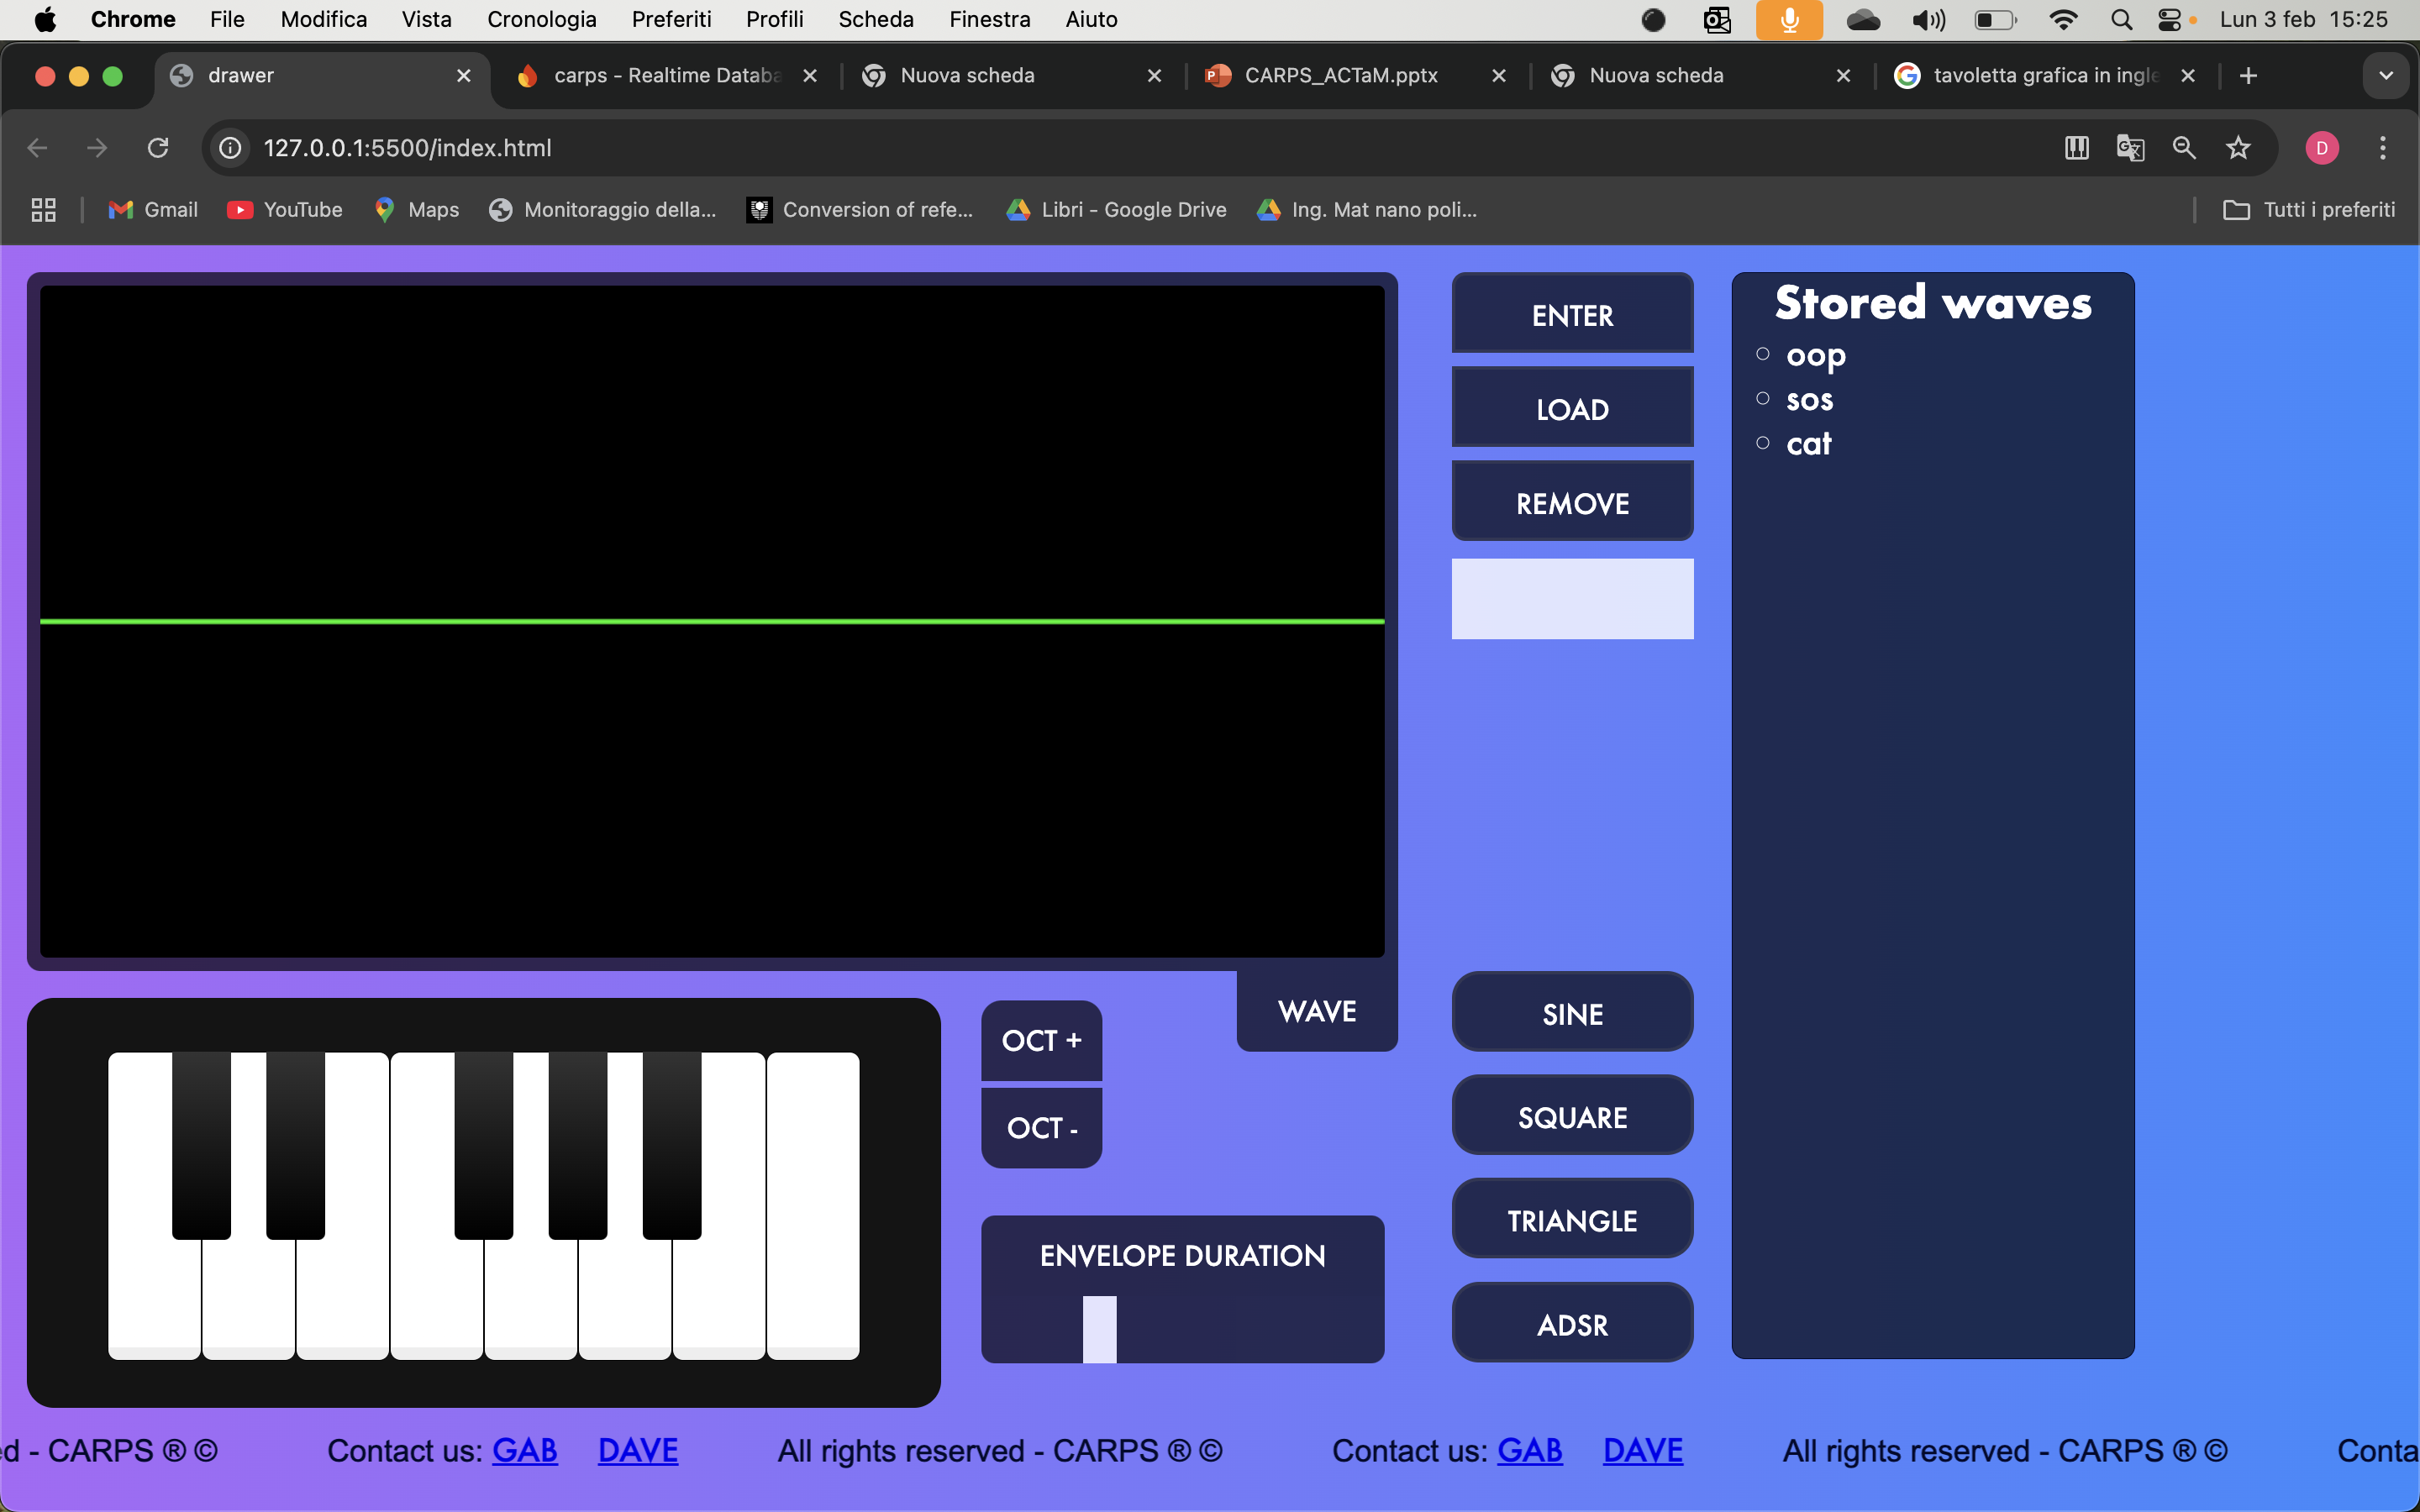 Chrome File Modifica Vista Cronologia Preferiti Profili Scheda Finestra Aiuto Lun 3 feb 15:25
drawer carps - Realtime Databa Nuova scheda CARPS_ACTaM.pptx Nuova scheda tavoletta grafica in ingle
127.0.0.1:5500/index.html D
Gmail YouTube Maps Monitoraggio della... Conversion of refe... Libri - Google Drive Ing. Mat nano poli... Tutti i preferiti
ENTER
LOAD
REMOVE
Stored waves
oop
sos
cat
WAVE
OCT +
OCT -
ENVELOPE DURATION
SINE
SQUARE
TRIANGLE
ADSR
ed - CARPS ® © Contact us: GAB DAVE All rights reserved - CARPS ® © Contact us: GAB DAVE All rights reserved - CARPS ® © Conta